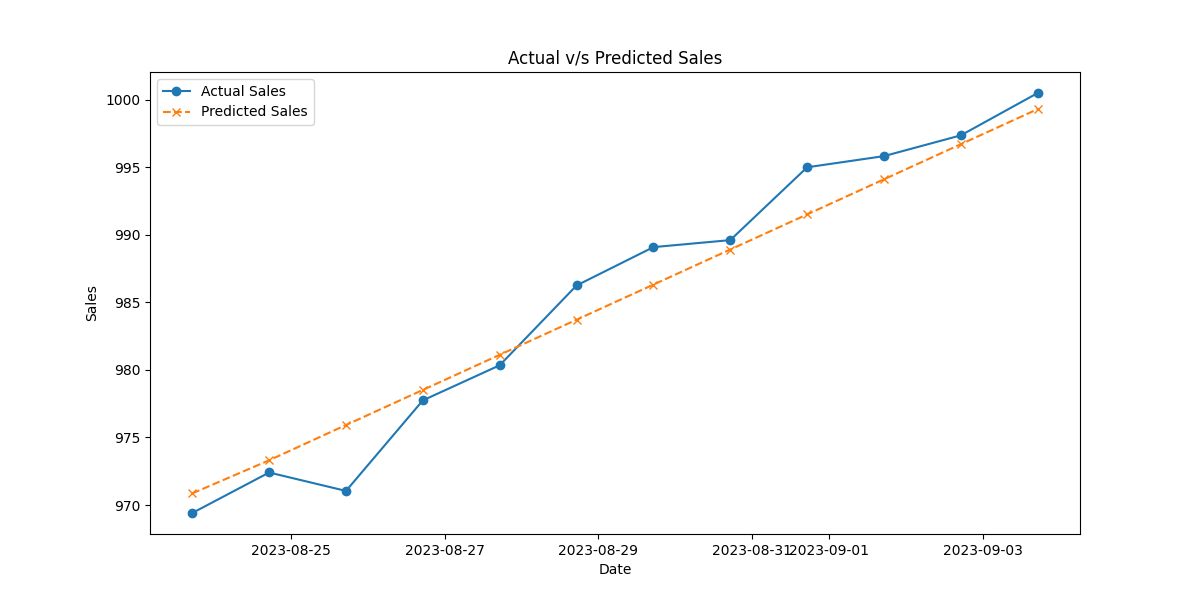 Actual v/s Predicted Sales
Actual Sales
Predicted Sales
1000
995
990
985
980
975
970
Sales
2023-08-25 2023-08-27 2023-08-29 2023-08-31 2023-09-01 2023-09-03
Date